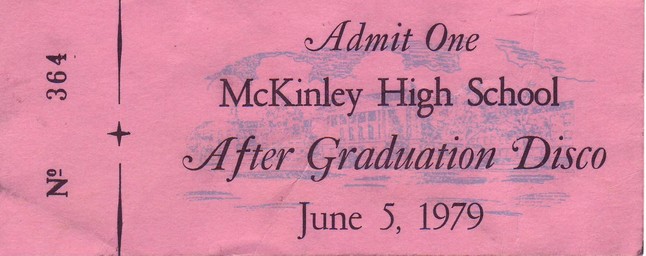 Nº 364
Admit One
McKinley High School
After Graduation Disco
June 5, 1979